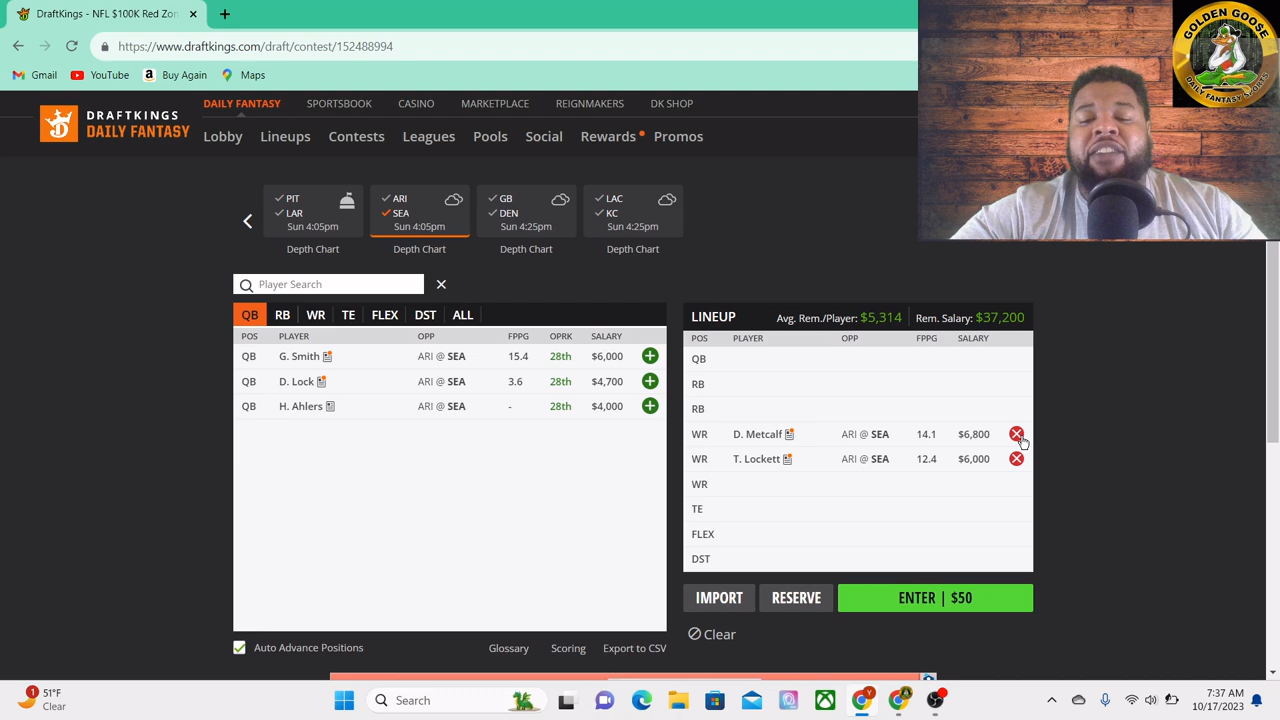 DraftKings - NFL $100K Red Zon
https://www.draftkings.com/draft/contest/152488994
Gmail YouTube Buy Again Maps
GOLDEN GOOSE
DAILY FANTASY SPORTS
DRAFTKINGS
DAILY FANTASY
DAILY FANTASY SPORTSBOOK CASINO MARKETPLACE REIGNMAKERS DK SHOP
Lobby Lineups Contests Leagues Pools Social Rewards Promos
PIT ARI GB LAC
LAR SEA DEN KC
Sun 4:05pm Sun 4:05pm Sun 4:25pm Sun 4:25pm
Depth Chart Depth Chart Depth Chart Depth Chart
Player Search
QB RB WR TE FLEX DST ALL
POS PLAYER OPP FPPG OPRK SALARY
QB G. Smith ARI @ SEA 15.4 28th $6,000
QB D. Lock ARI @ SEA 3.6 28th $4,700
QB H. Ahlers ARI @ SEA - 28th $4,000
Auto Advance Positions Glossary Scoring Export to CSV
LINEUP Avg. Rem./Player: $5,314 Rem. Salary: $37,200
POS PLAYER OPP FPPG SALARY
QB
RB
RB
WR D. Metcalf ARI @ SEA 14.1 $6,800
WR T. Lockett ARI @ SEA 12.4 $6,000
WR
TE
FLEX
DST
IMPORT RESERVE ENTER | $50
Clear
1 51°F
Clear
Search
7:37 AM
10/17/2023